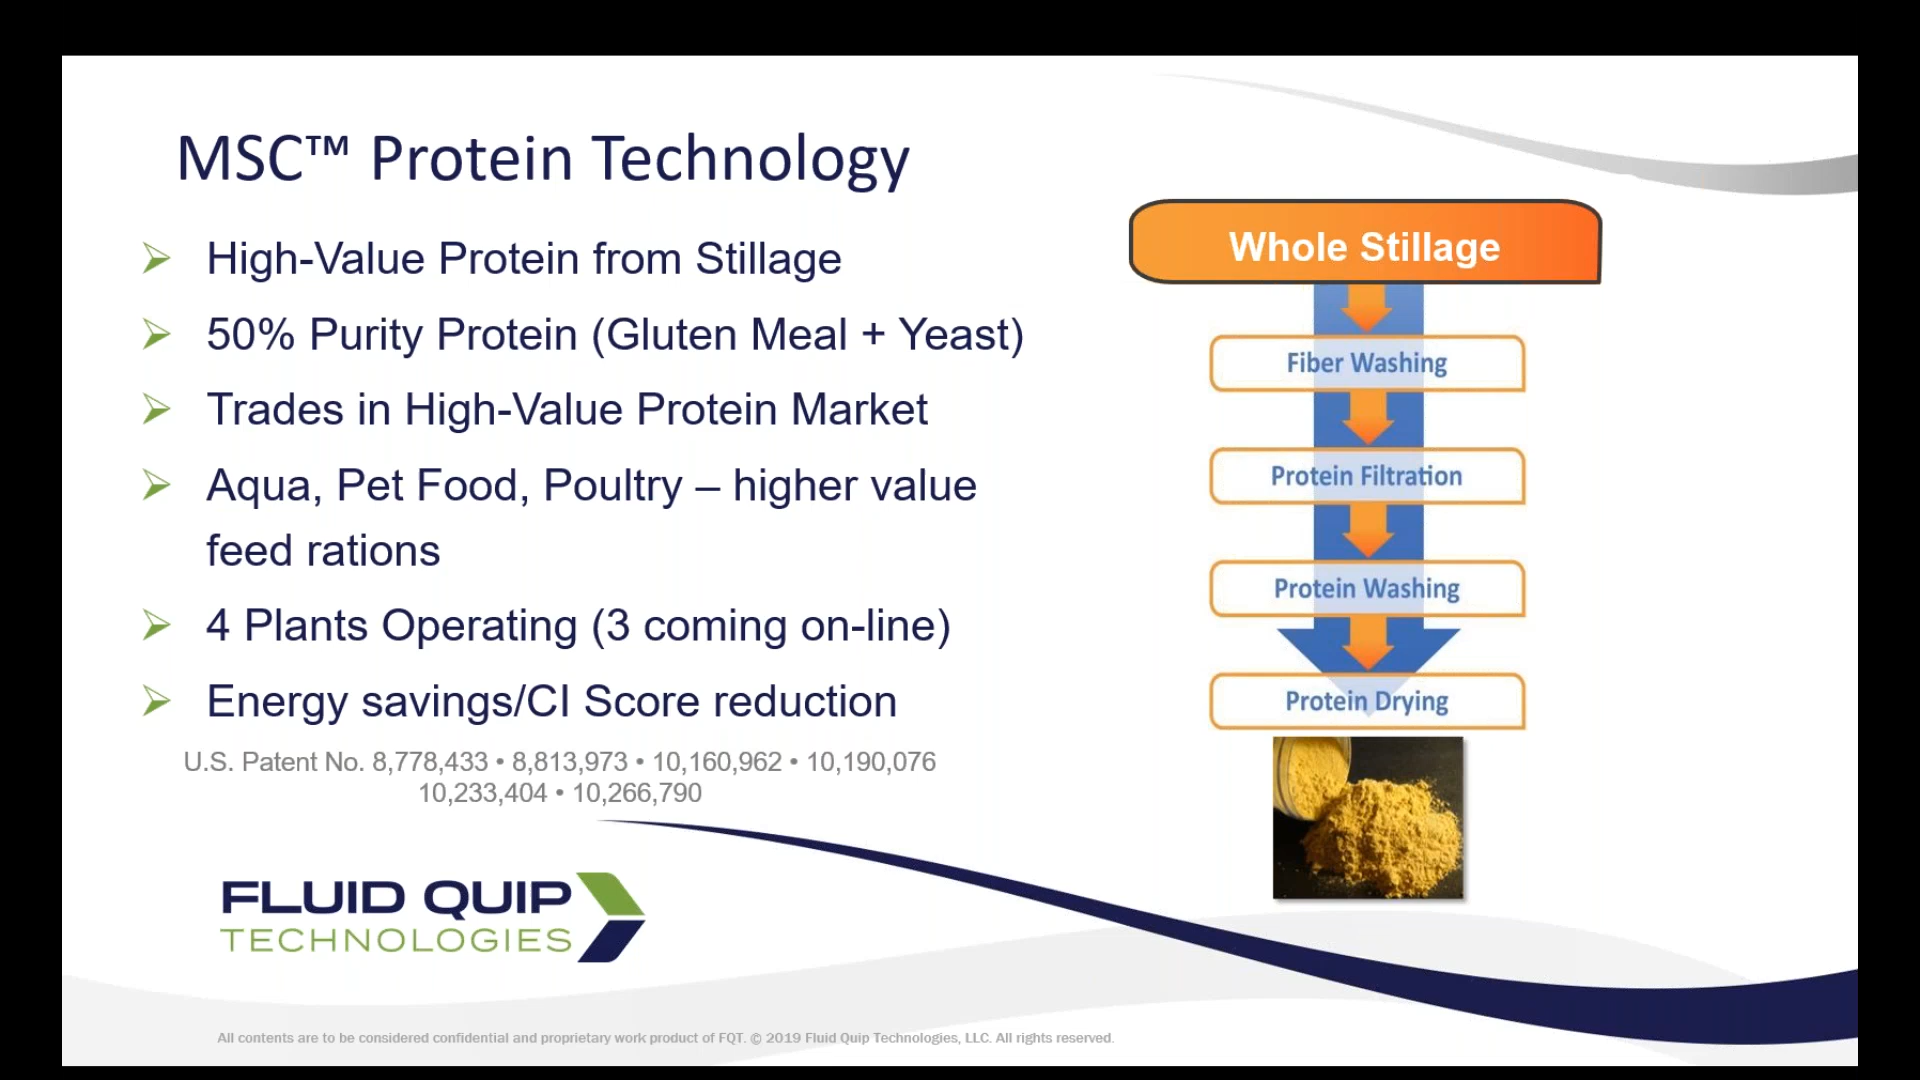 MSC™ Protein Technology
High-Value Protein from Stillage
50% Purity Protein (Gluten Meal + Yeast)
Trades in High-Value Protein Market
Aqua, Pet Food, Poultry – higher value
feed rations
4 Plants Operating (3 coming on-line)
Energy savings/CI Score reduction
U.S. Patent No. 8,778,433 • 8,813,973 • 10,160,962 • 10,190,076
10,233,404 • 10,266,790
Whole Stillage
Fiber Washing
Protein Filtration
Protein Washing
Protein Drying
FLUID QUIP
TECHNOLOGIES
All contents are to be considered confidential and proprietary work product of FQT. © 2019 Fluid Quip Technologies, LLC. All rights reserved.